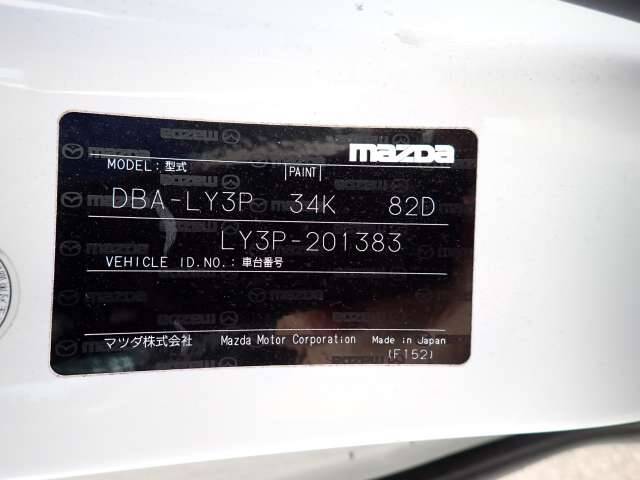 mazda
MODEL:型式 PAINT
DBA-LY3P 34K 82D
LY3P-201383
VEHICLE ID.NO.:車台番号
マツダ株式会社 Mazda Motor Corporation Made in Japan
(F152)